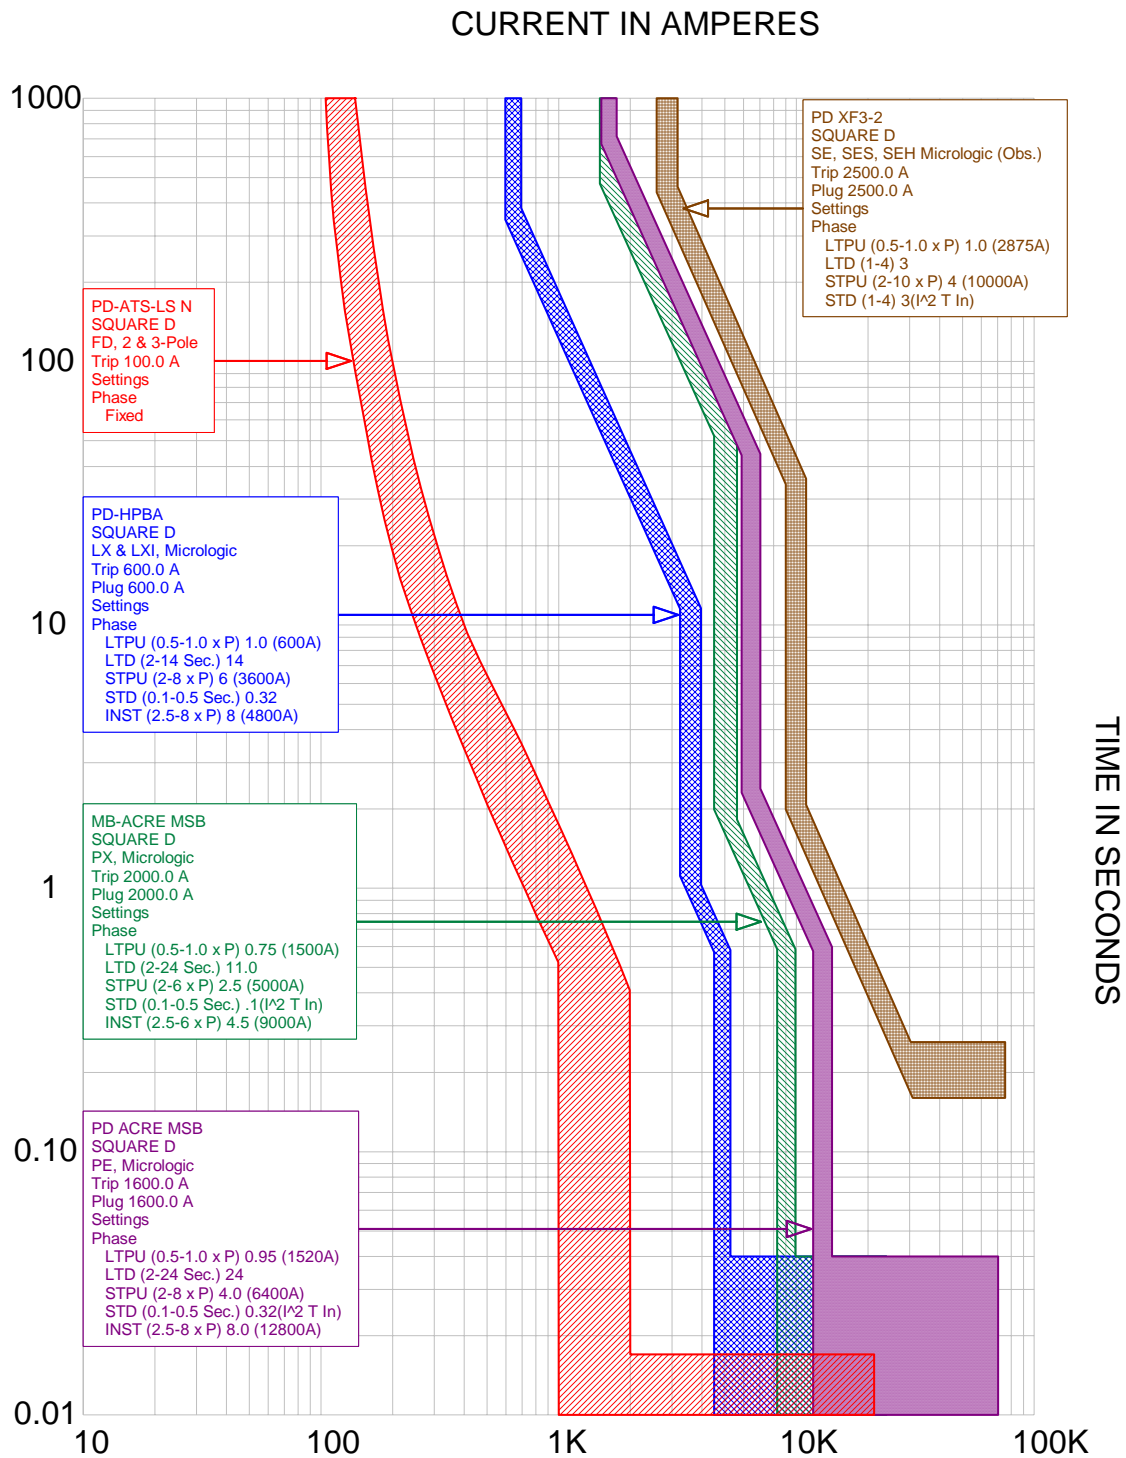 CURRENT IN AMPERES
1000
PD XF3-2
SQUARE D
SE, SES, SEH Micrologic (Obs.)
Trip 2500.0 A
Plug 2500.0 A
Settings
Phase
LTPU (0.5-1.0 x P) 1.0 (2875A)
LTD (1-4) 3
STPU (2-10 x P) 4 (10000A)
STD (1-4) 3(I^2 T In)
PD-ATS-LS N
SQUARE D
FD, 2 & 3-Pole
Trip 100.0 A
Settings
Phase
Fixed
100
PD-HPBA
SQUARE D
LX & LXI, Micrologic
Trip 600.0 A
Plug 600.0 A
Settings
Phase
LTPU (0.5-1.0 x P) 1.0 (600A)
LTD (2-14 Sec.) 14
STPU (2-8 x P) 6 (3600A)
STD (0.1-0.5 Sec.) 0.32
INST (2.5-8 x P) 8 (4800A)
10
TIME IN SECONDS
MB-ACRE MSB
SQUARE D
PX, Micrologic
Trip 2000.0 A
Plug 2000.0 A
Settings
Phase
LTPU (0.5-1.0 x P) 0.75 (1500A)
LTD (2-24 Sec.) 11.0
STPU (2-6 x P) 2.5 (5000A)
STD (0.1-0.5 Sec.) .1(I^2 T In)
INST (2.5-6 x P) 4.5 (9000A)
1
PD ACRE MSB
SQUARE D
PE, Micrologic
Trip 1600.0 A
Plug 1600.0 A
Settings
Phase
LTPU (0.5-1.0 x P) 0.95 (1520A)
LTD (2-24 Sec.) 24
STPU (2-8 x P) 4.0 (6400A)
STD (0.1-0.5 Sec.) 0.32(I^2 T In)
INST (2.5-8 x P) 8.0 (12800A)
0.10
0.01
10 100 1K 10K 100K